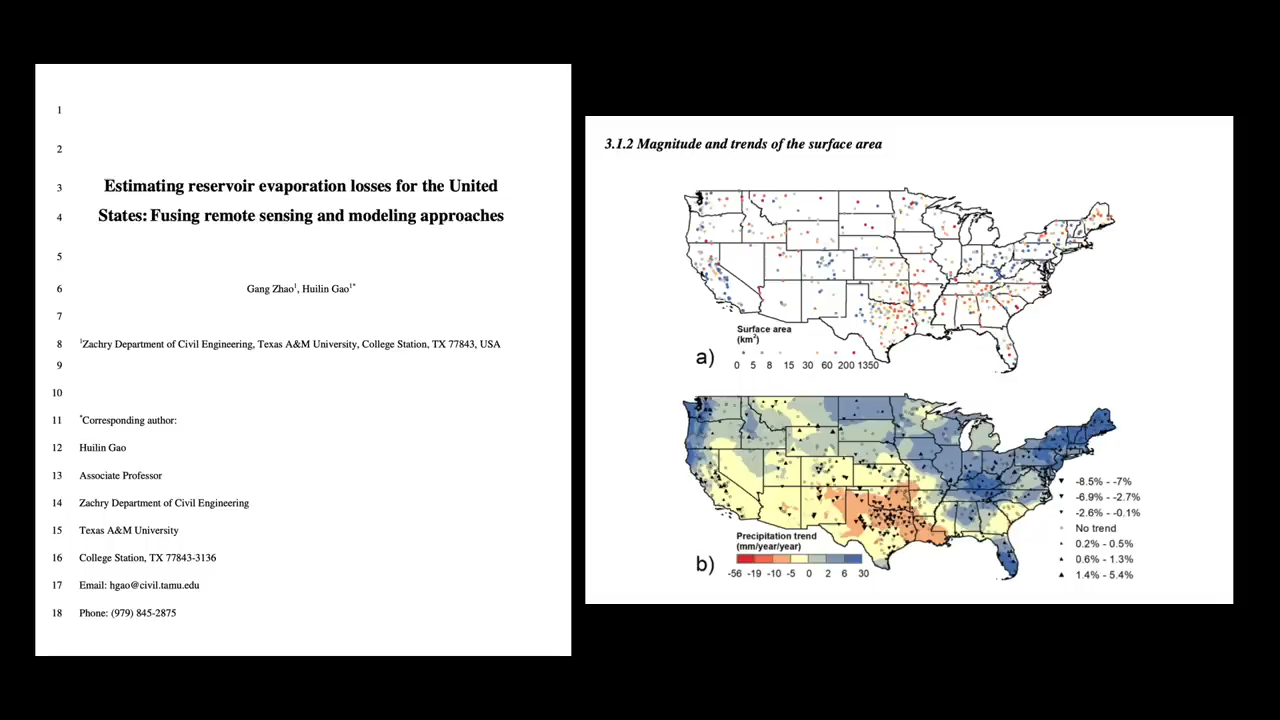 1
2
3 Estimating reservoir evaporation losses for the United
4 States: Fusing remote sensing and modeling approaches
5
6 Gang Zhao1, Huilin Gao1*
7
8 1Zachry Department of Civil Engineering, Texas A&M University, College Station, TX 77843, USA
9
10
11 *Corresponding author:
12 Huilin Gao
13 Associate Professor
14 Zachry Department of Civil Engineering
15 Texas A&M University
16 College Station, TX 77843-3136
17 Email: hgao@civil.tamu.edu
18 Phone: (979) 845-2875
3.1.2 Magnitude and trends of the surface area
Surface area
(km2)
a)
0 5 8 15 30 60 200 1350
-8.5% - -7%
-6.9% - -2.7%
-2.6% - -0.1%
No trend
0.2% - 0.5%
0.6% - 1.3%
1.4% - 5.4%
Precipitation trend
(mm/year/year)
b)
-56 -19 -10 -5 0 2 6 30